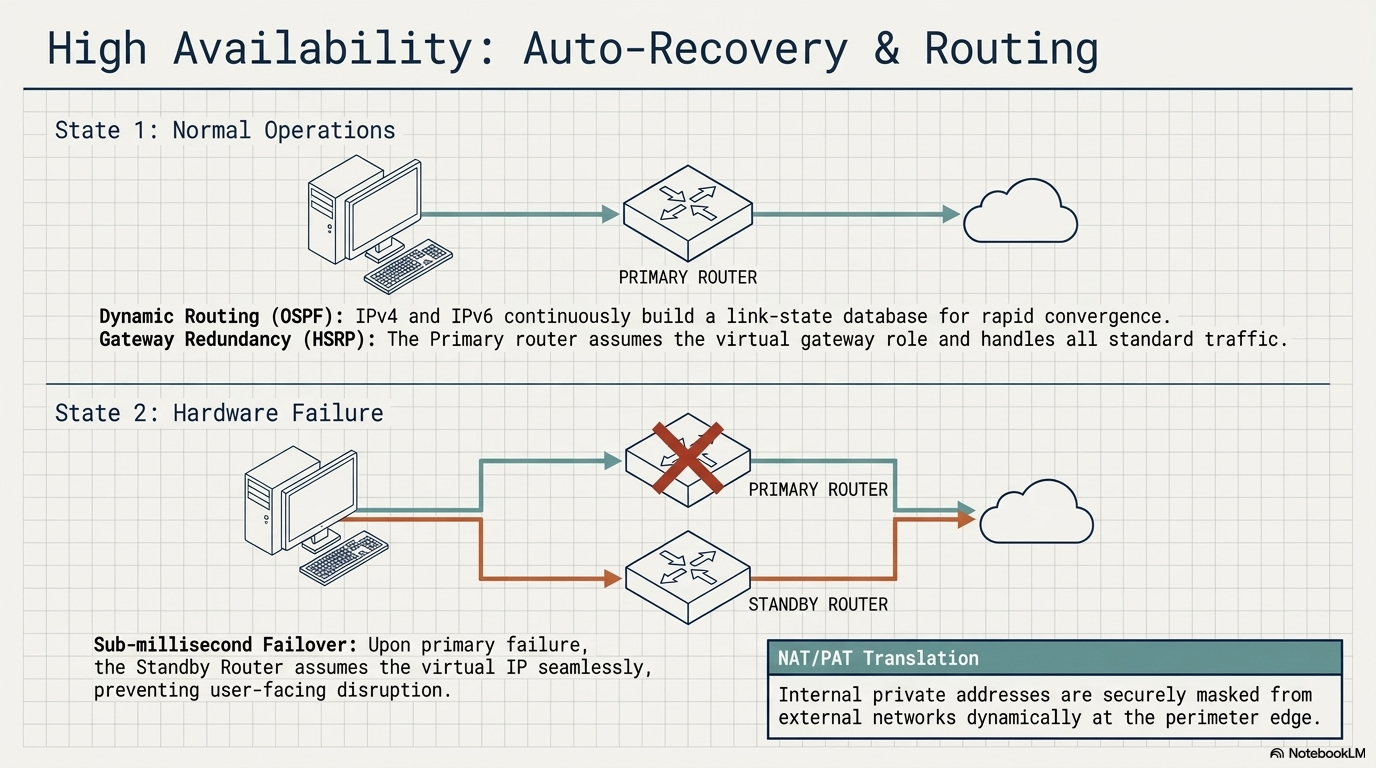 High Availability: Auto-Recovery & Routing
State 1: Normal Operations
PRIMARY ROUTER
Dynamic Routing (OSPF): IPv4 and IPv6 continuously build a link-state database for rapid convergence.
Gateway Redundancy (HSRP): The Primary router assumes the virtual gateway role and handles all standard traffic.
State 2: Hardware Failure
PRIMARY ROUTER
STANDBY ROUTER
Sub-millisecond Failover: Upon primary failure,
the Standby Router assumes the virtual IP seamlessly,
preventing user-facing disruption.
NAT/PAT Translation
Internal private addresses are securely masked from
external networks dynamically at the perimeter edge.
NotebookLM